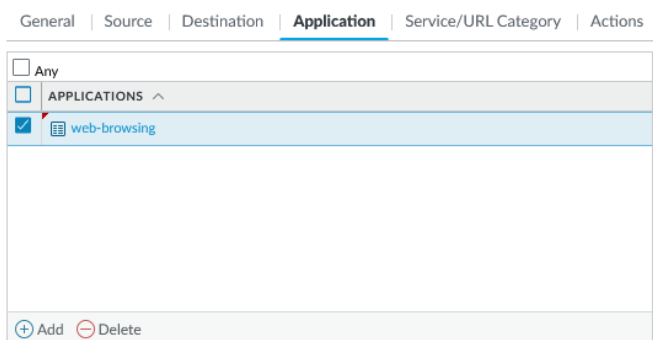 General | Source | Destination | Application | Service/URL Category | Actions
Any
APPLICATIONS
web-browsing
Add Delete